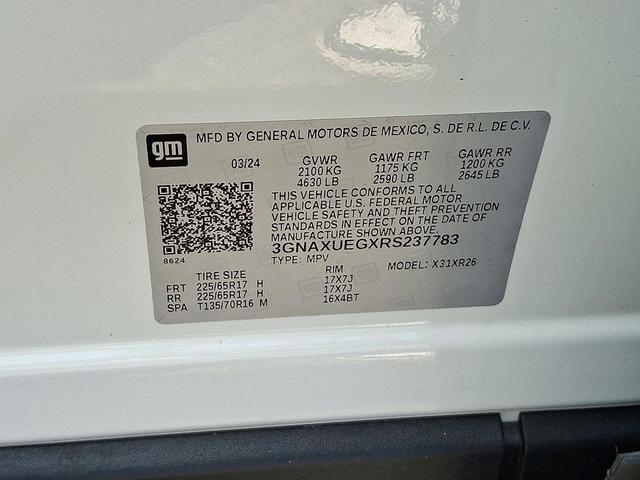 gm
MFD BY GENERAL MOTORS DE MEXICO, S. DE R.L. DE C.V.
03/24 GVWR GAWR FRT GAWR RR
2100 KG 1175 KG 1200 KG
4630 LB 2590 LB 2645 LB
THIS VEHICLE CONFORMS TO ALL
APPLICABLE U.S. FEDERAL MOTOR
VEHICLE SAFETY AND THEFT PREVENTION
STANDARDS IN EFFECT ON THE DATE OF
MANUFACTURE SHOWN ABOVE.
3GNAXUEGXRS237783
8624
TYPE: MPV MODEL: X31XR26
TIRE SIZE RIM
FRT 225/65R17 H 17X7J
RR 225/65R17 H 17X7J
SPA T135/70R16 M 16X4BT